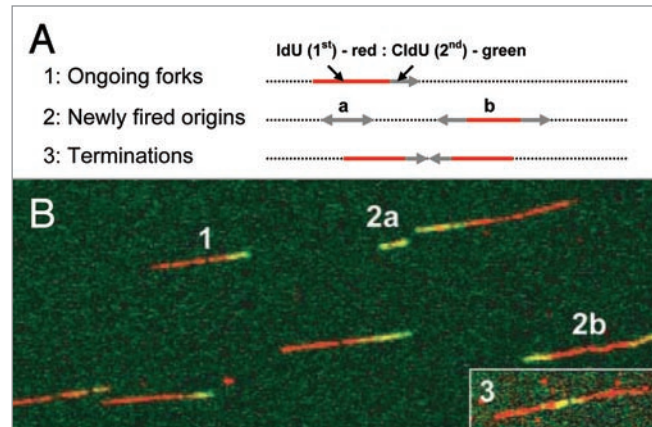 A
IdU (1st) - red : CldU (2nd) - green
1: Ongoing forks
a b
2: Newly fired origins
3: Terminations
B
1
2a
2b
3